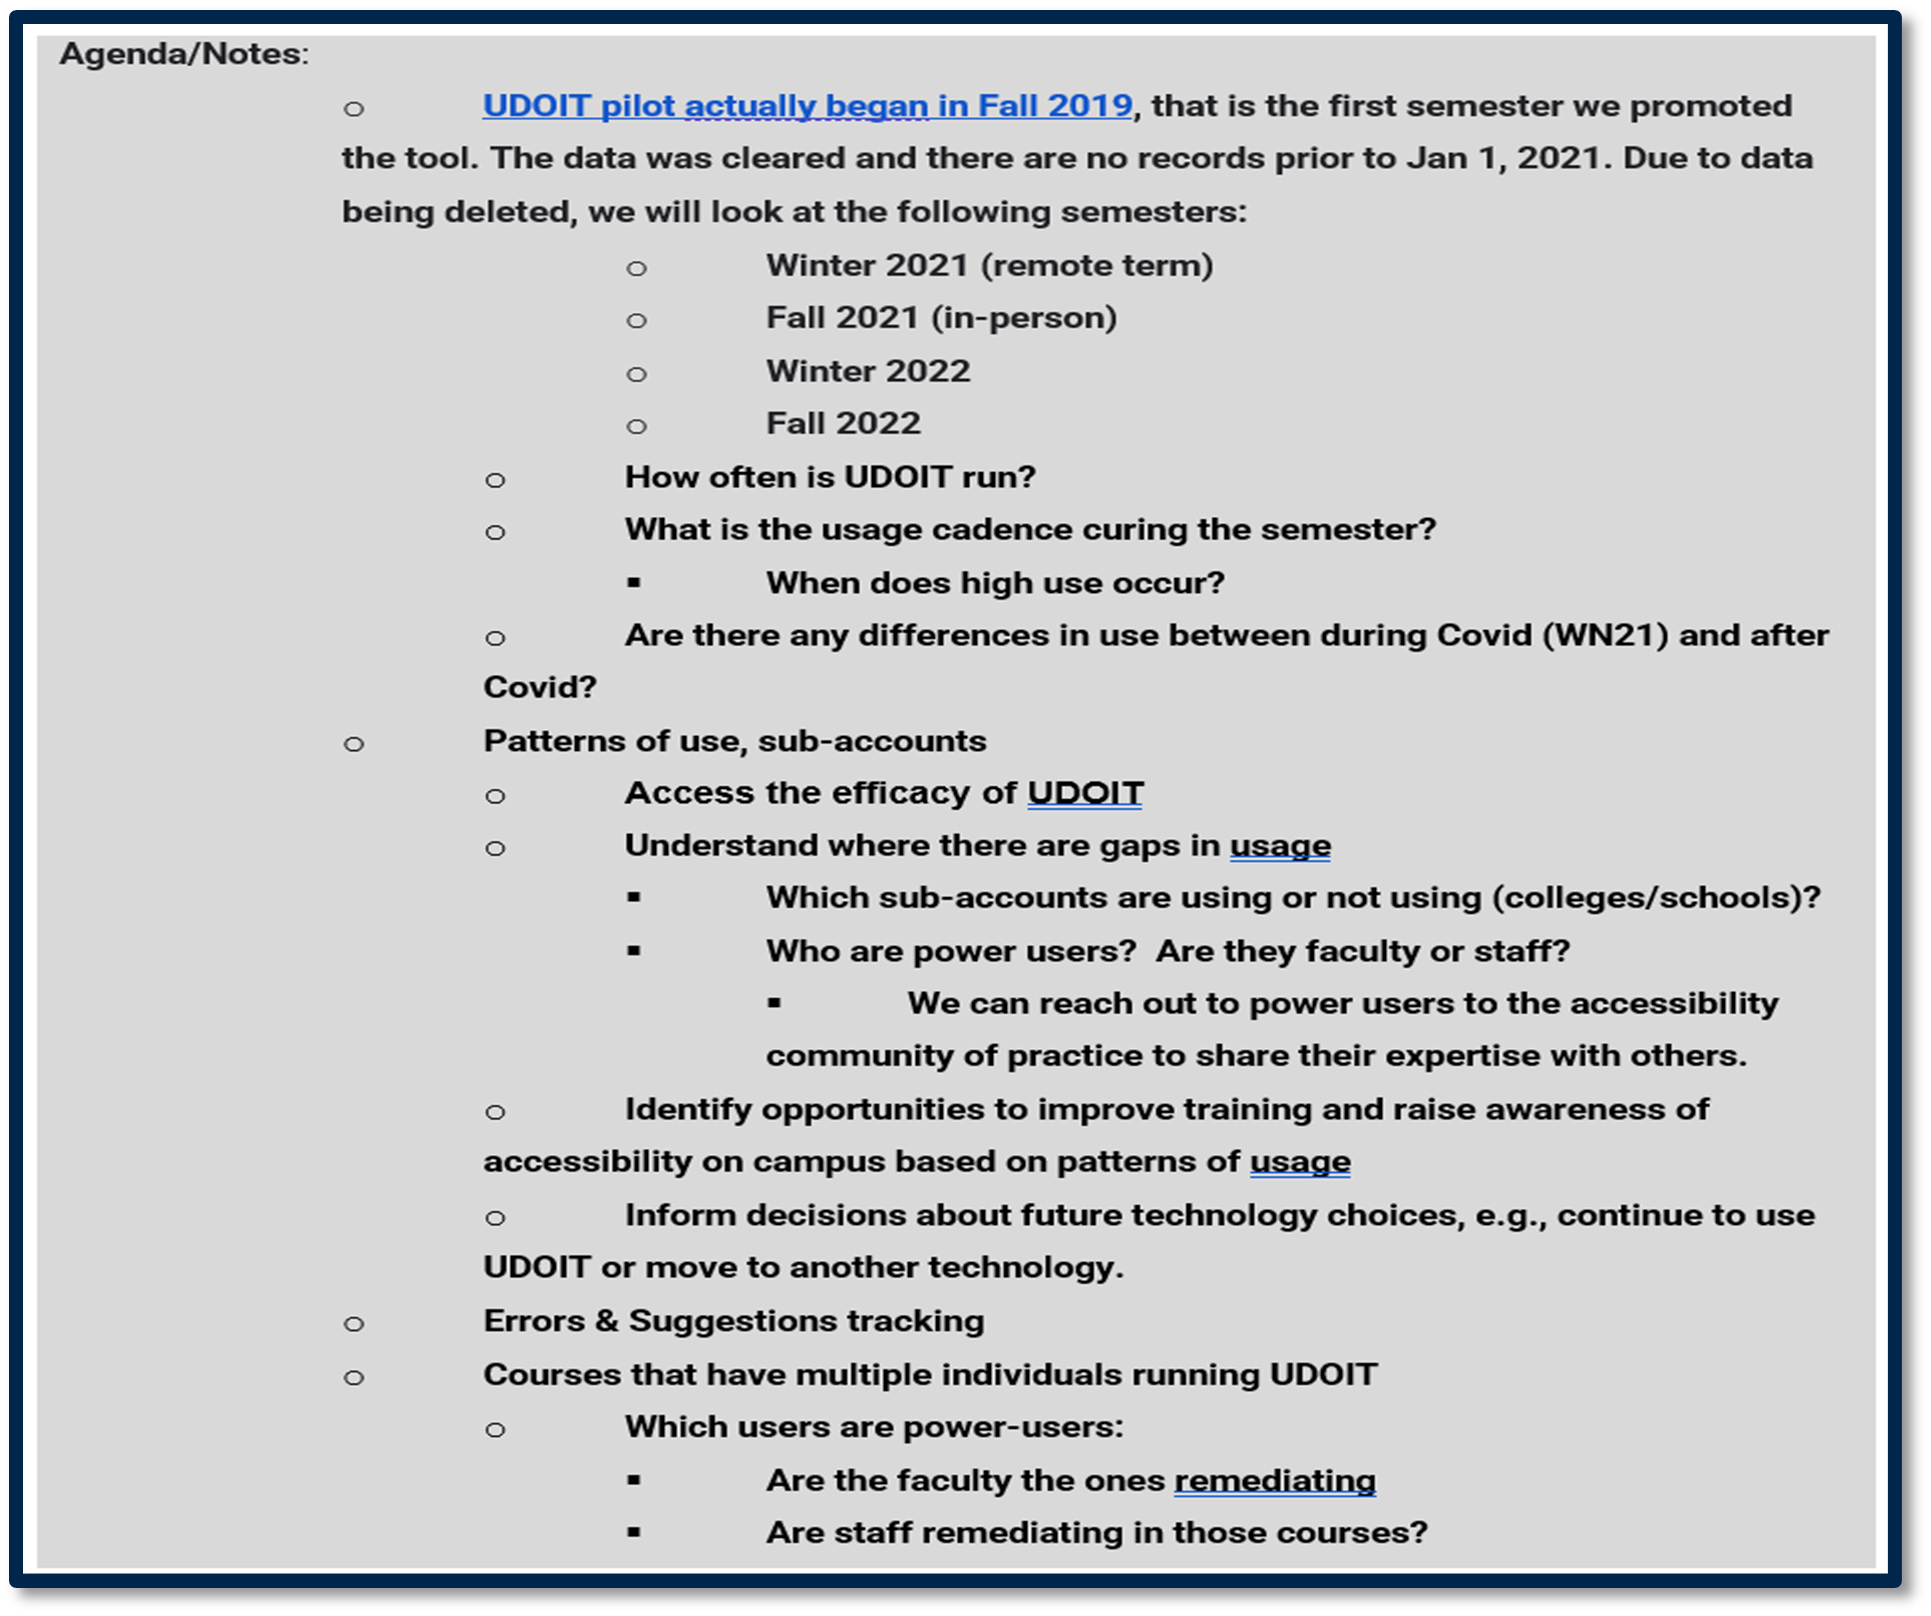 Agenda/Notes:
o UDOIT pilot actually began in Fall 2019, that is the first semester we promoted
the tool. The data was cleared and there are no records prior to Jan 1, 2021. Due to data
being deleted, we will look at the following semesters:
o Winter 2021 (remote term)
o Fall 2021 (in-person)
o Winter 2022
o Fall 2022
o How often is UDOIT run?
o What is the usage cadence curing the semester?
▪ When does high use occur?
o Are there any differences in use between during Covid (WN21) and after
Covid?
o Patterns of use, sub-accounts
o Access the efficacy of UDOIT
o Understand where there are gaps in usage
▪ Which sub-accounts are using or not using (colleges/schools)?
▪ Who are power users?  Are they faculty or staff?
▪ We can reach out to power users to the accessibility
community of practice to share their expertise with others.
o Identify opportunities to improve training and raise awareness of
accessibility on campus based on patterns of usage
o Inform decisions about future technology choices, e.g., continue to use
UDOIT or move to another technology.
o Errors & Suggestions tracking
o Courses that have multiple individuals running UDOIT
o Which users are power-users:
▪ Are the faculty the ones remediating
▪ Are staff remediating in those courses?